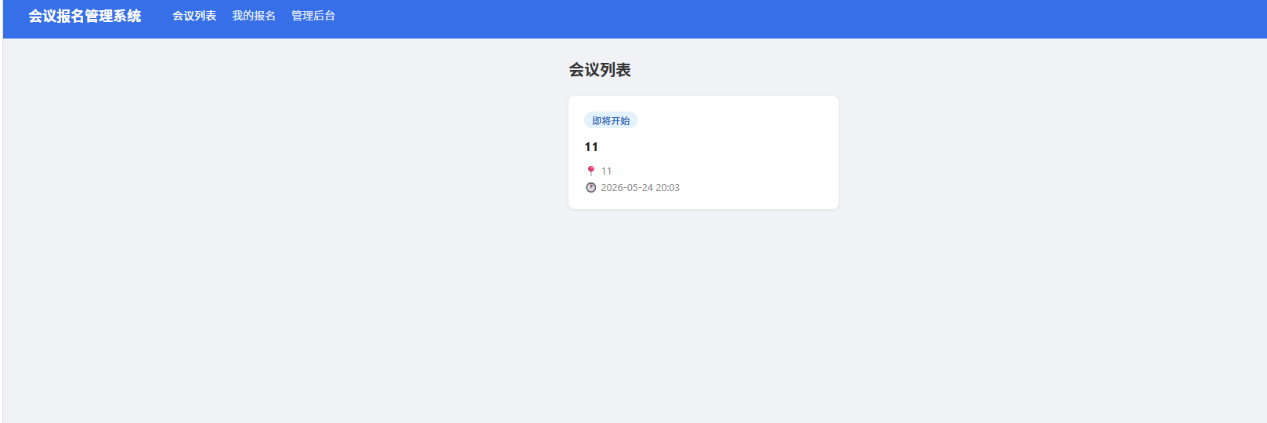 会议报名管理系统 会议列表 我的报名 管理后台
会议列表
即将开始
11
11
2026-05-24 20:03